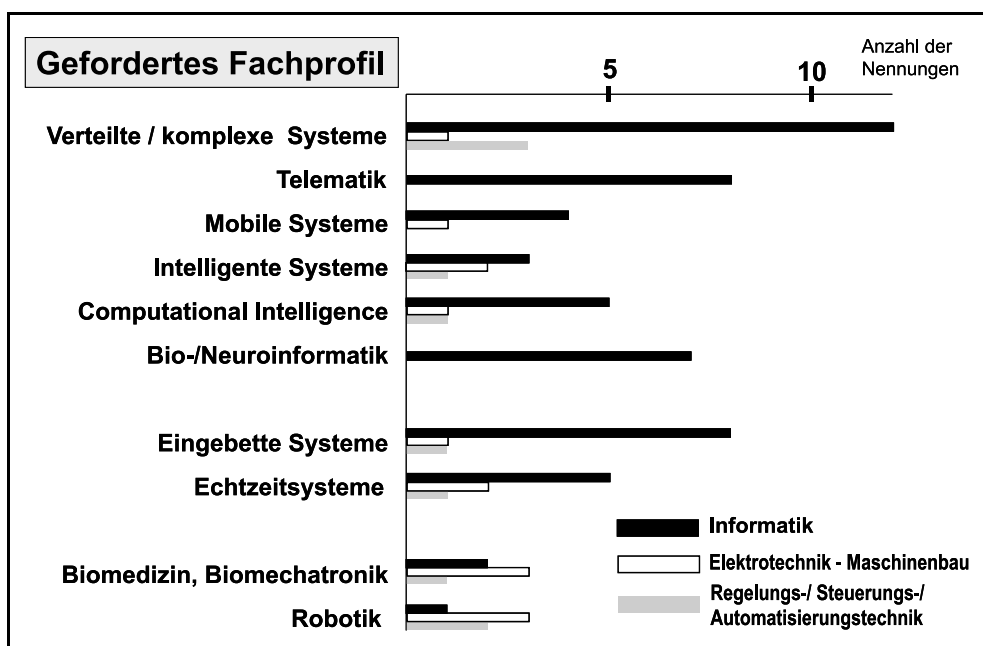 Gefordertes Fachprofil
5
10
Anzahl der
Nennungen
Verteilte / komplexe Systeme
Telematik
Mobile Systeme
Intelligente Systeme
Computational Intelligence
Bio-/Neuroinformatik
Eingebette Systeme
Echtzeitsysteme
Biomedizin, Biomechatronik
Robotik
Informatik
Elektrotechnik - Maschinenbau
Regelungs-/ Steuerungs-/
Automatisierungstechnik